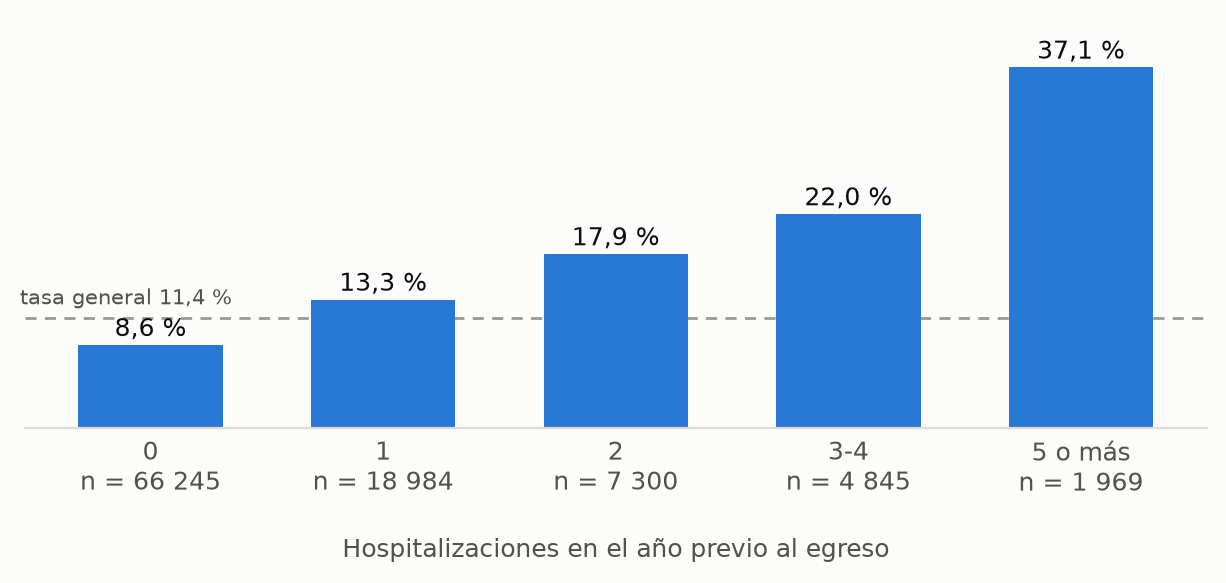 37,1 %
22,0 %
17,9 %
13,3 %
tasa general 11,4 %
8,6 %
0
n = 66 245
1
n = 18 984
2
n = 7 300
3-4
n = 4 845
5 o más
n = 1 969
Hospitalizaciones en el año previo al egreso